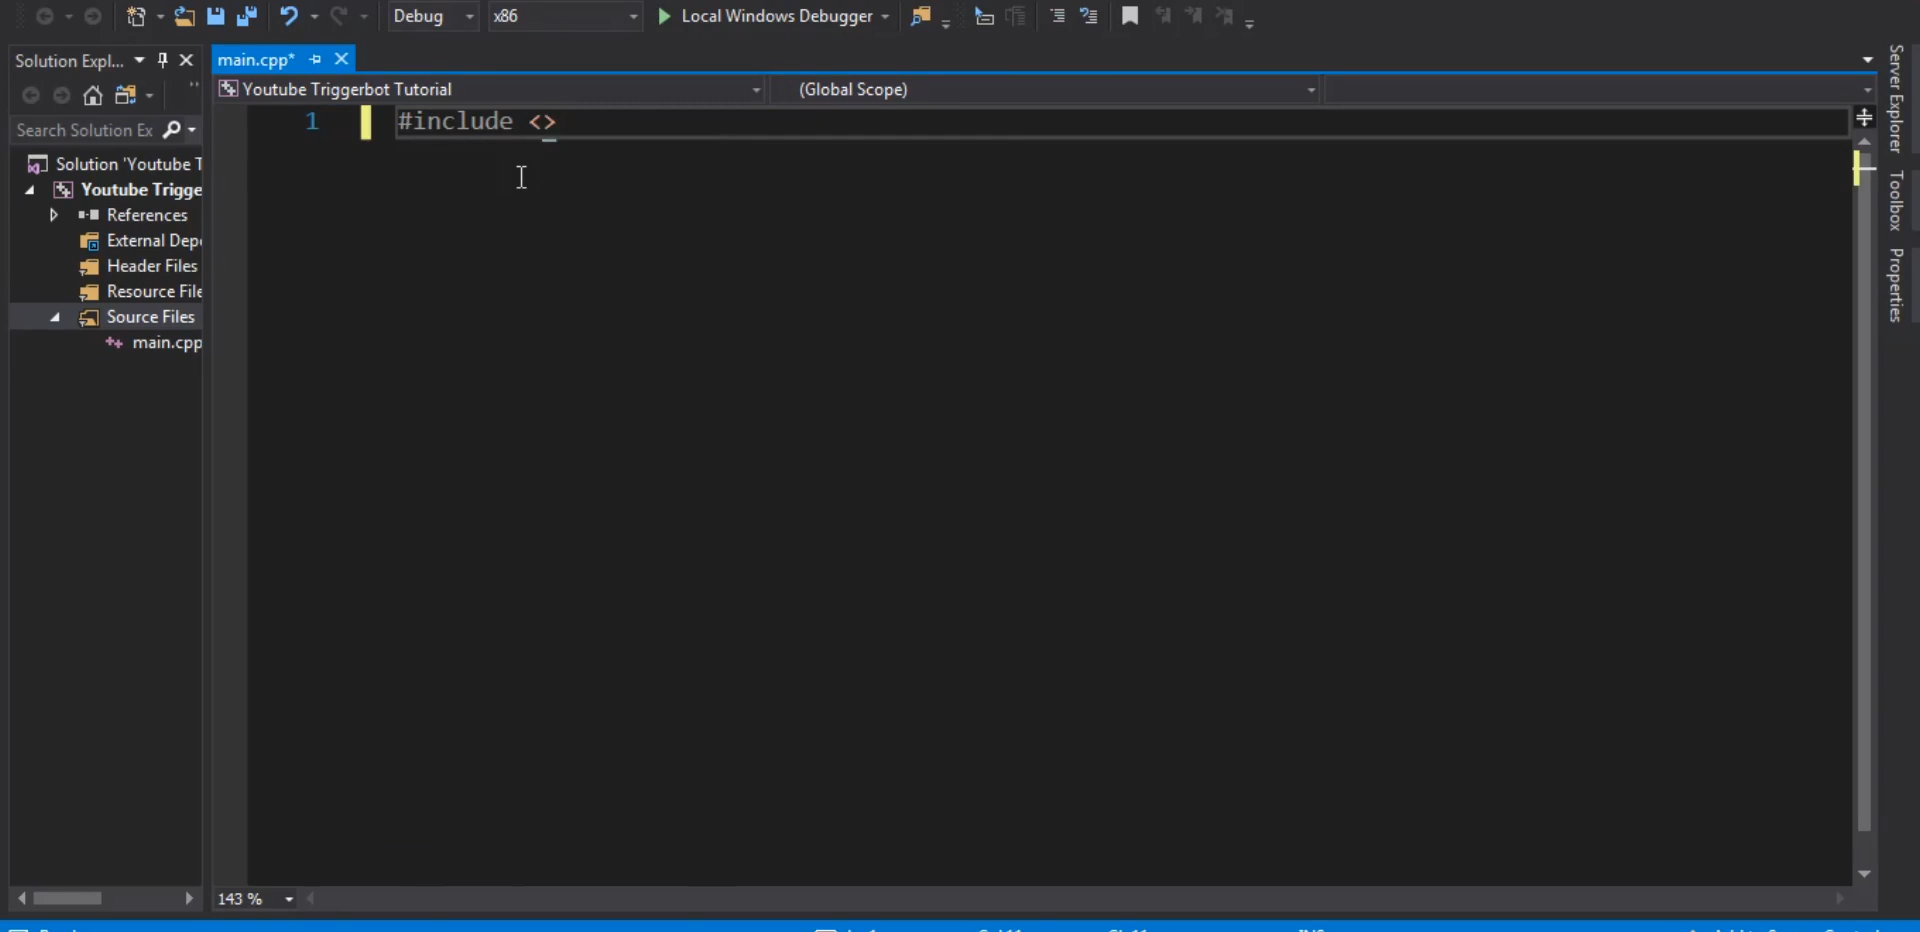 Debug
x86
Local Windows Debugger
Solution Expl...
main.cpp*
Youtube Triggerbot Tutorial
(Global Scope)
1
#include <>
Search Solution Ex
Solution 'Youtube T
Youtube Trigge
References
External Dep
Header Files
Resource File
Source Files
main.cpp
Server Explorer
Toolbox
Properties
143 %